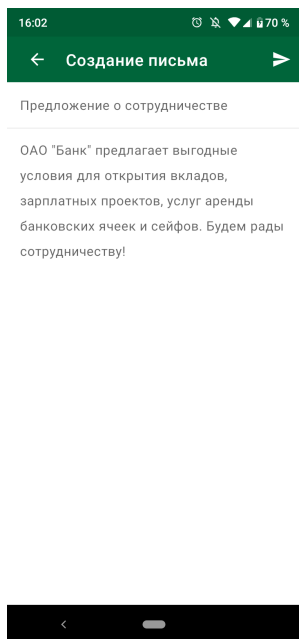 16:02 70 %
Создание письма
Предложение о сотрудничестве
ОАО "Банк" предлагает выгодные
условия для открытия вкладов,
зарплатных проектов, услуг аренды
банковских ячеек и сейфов. Будем рады
сотрудничеству!